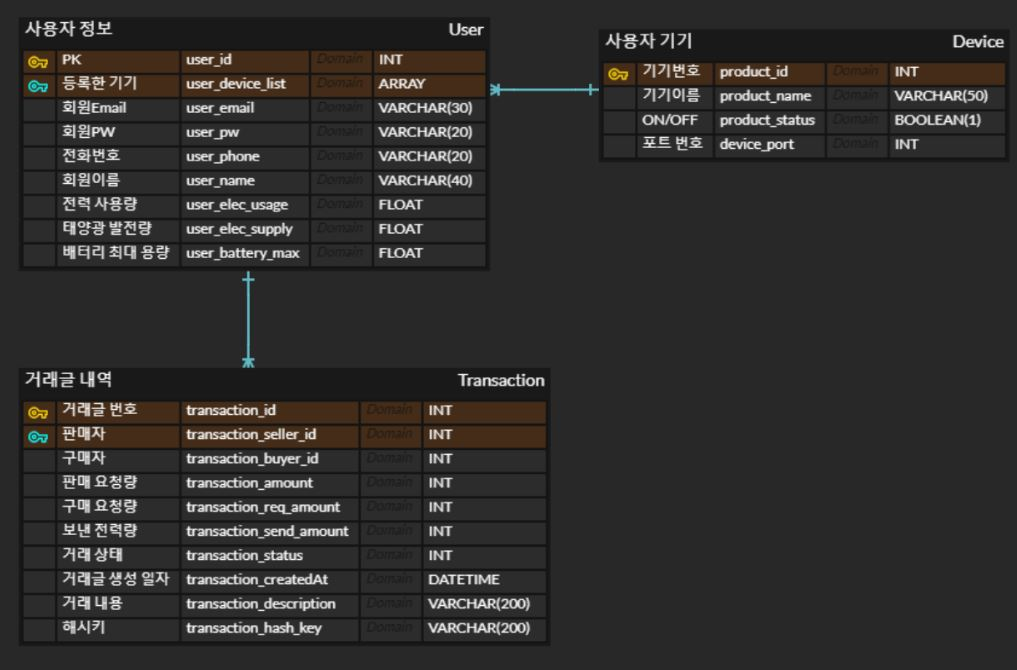 사용자 정보 User
PK user_id Domain INT
등록한 기기 user_device_list Domain ARRAY
회원Email user_email Domain VARCHAR(30)
회원PW user_pw Domain VARCHAR(20)
전화번호 user_phone Domain VARCHAR(20)
회원이름 user_name Domain VARCHAR(40)
전력 사용량 user_elec_usage Domain FLOAT
태양광 발전량 user_elec_supply Domain FLOAT
배터리 최대 용량 user_battery_max Domain FLOAT
사용자 기기 Device
기기번호 product_id Domain INT
기기이름 product_name Domain VARCHAR(50)
ON/OFF product_status Domain BOOLEAN(1)
포트 번호 device_port Domain INT
거래글 내역 Transaction
거래글 번호 transaction_id Domain INT
판매자 transaction_seller_id Domain INT
구매자 transaction_buyer_id Domain INT
판매 요청량 transaction_amount Domain INT
구매 요청량 transaction_req_amount Domain INT
보낸 전력량 transaction_send_amount Domain INT
거래 상태 transaction_status Domain INT
거래글 생성 일자 transaction_createdAt Domain DATETIME
거래 내용 transaction_description Domain VARCHAR(200)
해시키 transaction_hash_key Domain VARCHAR(200)